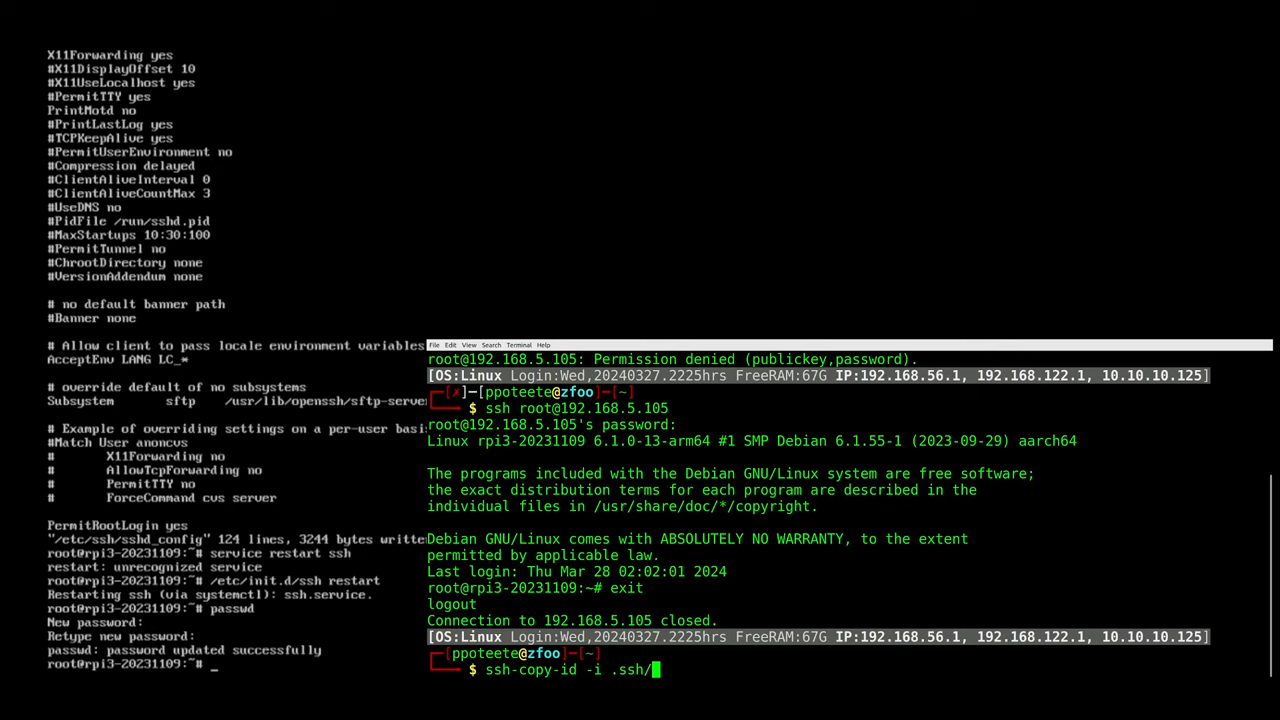 X11Forwarding yes
#X11DisplayOffset 10
#X11UseLocalhost yes
#PermitTTY yes
PrintMotd no
#PrintLastLog yes
#TCPKeepAlive yes
#PermitUserEnvironment no
#Compression delayed
#ClientAliveInterval 0
#ClientAliveCountMax 3
#UseDNS no
#PidFile /run/sshd.pid
#MaxStartups 10:30:100
#PermitTunnel no
#ChrootDirectory none
#VersionAddendum none
# no default banner path
#Banner none
# Allow client to pass locale environment variables
AcceptEnv LANG LC_*
# override default of no subsystems
Subsystem sftp /usr/lib/openssh/sftp-serve
# Example of overriding settings on a per-user basi
#Match User anoncvs
# X11Forwarding no
# AllowTcpForwarding no
# PermitTTY no
# ForceCommand cvs server
PermitRootLogin yes
"/etc/ssh/sshd_config" 124 lines, 3244 bytes writte
root@rpi3-20231109:~# service restart ssh
restart: unrecognized service
root@rpi3-20231109:~# /etc/init.d/ssh restart
Restarting ssh (via systemctl): ssh.service.
root@rpi3-20231109:~# passwd
New password:
Retype new password:
passwd: password updated successfully
root@rpi3-20231109:~# _
File Edit View Search Terminal Help
root@192.168.5.105: Permission denied (publickey,password).
[OS:Linux Login:Wed,20240327.2225hrs FreeRAM:67G IP:192.168.56.1, 192.168.122.1, 10.10.10.125]
┌─[✗]─[ppoteete@zfoo]─[~]
└──╼ $ ssh root@192.168.5.105
root@192.168.5.105's password:
Linux rpi3-20231109 6.1.0-13-arm64 #1 SMP Debian 6.1.55-1 (2023-09-29) aarch64
The programs included with the Debian GNU/Linux system are free software;
the exact distribution terms for each program are described in the
individual files in /usr/share/doc/*/copyright.
Debian GNU/Linux comes with ABSOLUTELY NO WARRANTY, to the extent
permitted by applicable law.
Last login: Thu Mar 28 02:02:01 2024
root@rpi3-20231109:~# exit
logout
Connection to 192.168.5.105 closed.
[OS:Linux Login:Wed,20240327.2225hrs FreeRAM:67G IP:192.168.56.1, 192.168.122.1, 10.10.10.125]
┌─[ppoteete@zfoo]─[~]
└──╼ $ ssh-copy-id -i .ssh/